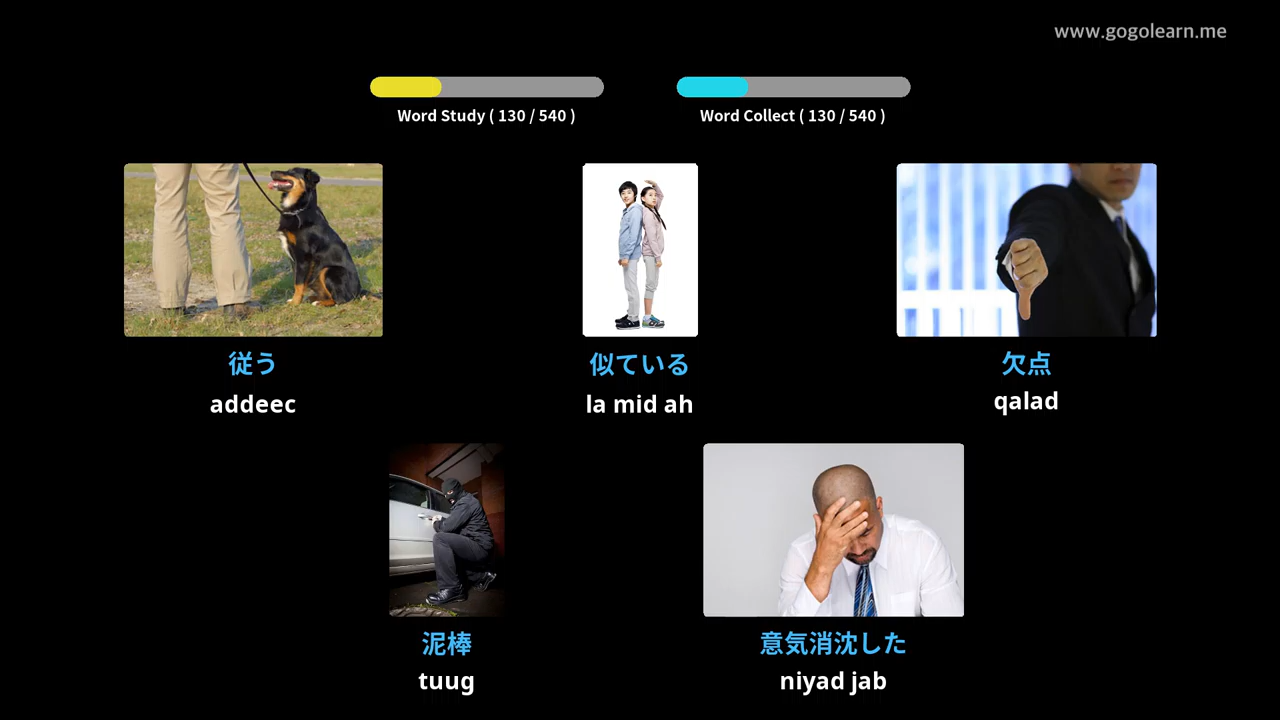 www.gogolearn.me
Word Study ( 130 / 540 )
Word Collect ( 130 / 540 )
従う
似ている
欠点
addeec
la mid ah
qalad
泥棒
意気消沈した
tuug
niyad jab